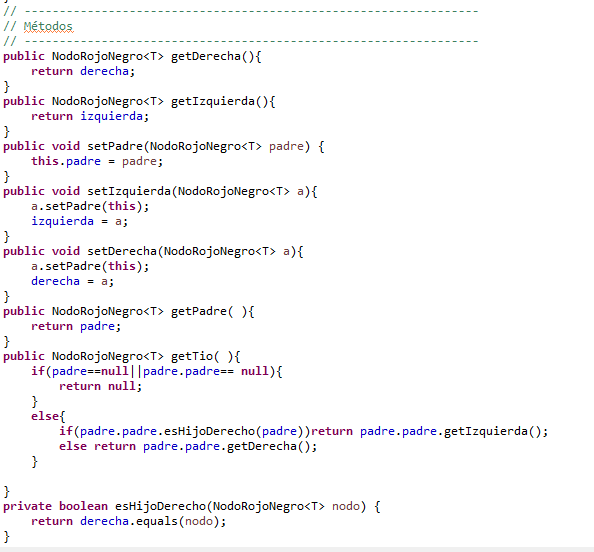 // -----------------------------------------------------------------
// Métodos
// -----------------------------------------------------------------
public NodoRojoNegro<T> getDerecha(){
    return derecha;
}
public NodoRojoNegro<T> getIzquierda(){
    return izquierda;
}
public void setPadre(NodoRojoNegro<T> padre) {
    this.padre = padre;
}
public void setIzquierda(NodoRojoNegro<T> a){
    a.setPadre(this);
    izquierda = a;
}
public void setDerecha(NodoRojoNegro<T> a){
    a.setPadre(this);
    derecha = a;
}
public NodoRojoNegro<T> getPadre( ){
    return padre;
}
public NodoRojoNegro<T> getTio( ){
    if(padre==null||padre.padre== null){
        return null;
    }
    else{
        if(padre.padre.esHijoDerecho(padre))return padre.padre.getIzquierda();
        else return padre.padre.getDerecha();
    }

}
private boolean esHijoDerecho(NodoRojoNegro<T> nodo) {
    return derecha.equals(nodo);
}